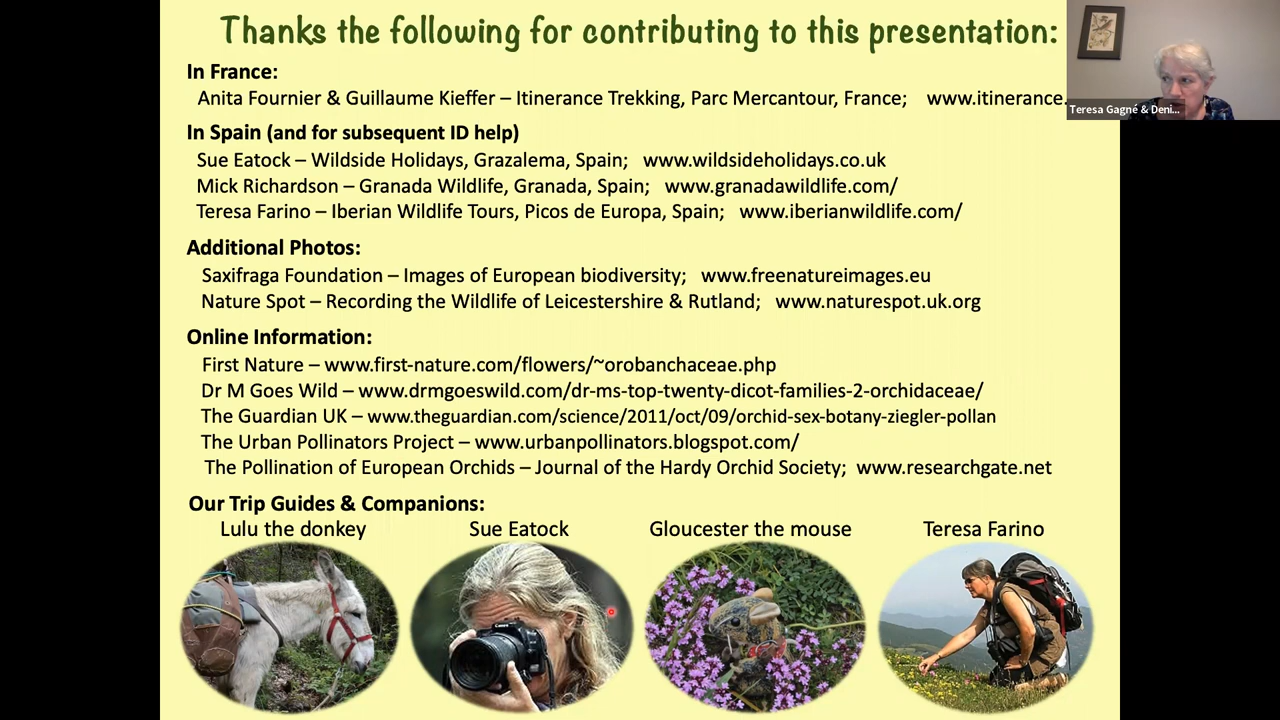 Thanks the following for contributing to this presentation:
In France:
Anita Fournier & Guillaume Kieffer – Itinerance Trekking, Parc Mercantour, France; www.itinerance.
Teresa Gagné & Deni...
In Spain (and for subsequent ID help)
Sue Eatock – Wildside Holidays, Grazalema, Spain; www.wildsideholidays.co.uk
Mick Richardson – Granada Wildlife, Granada, Spain; www.granadawildlife.com/
Teresa Farino – Iberian Wildlife Tours, Picos de Europa, Spain; www.iberianwildlife.com/
Additional Photos:
Saxifraga Foundation – Images of European biodiversity; www.freenatureimages.eu
Nature Spot – Recording the Wildlife of Leicestershire & Rutland; www.naturespot.uk.org
Online Information:
First Nature – www.first-nature.com/flowers/~orobanchaceae.php
Dr M Goes Wild – www.drmgoeswild.com/dr-ms-top-twenty-dicot-families-2-orchidaceae/
The Guardian UK – www.theguardian.com/science/2011/oct/09/orchid-sex-botany-ziegler-pollan
The Urban Pollinators Project – www.urbanpollinators.blogspot.com/
The Pollination of European Orchids – Journal of the Hardy Orchid Society; www.researchgate.net
Our Trip Guides & Companions:
Lulu the donkey Sue Eatock Gloucester the mouse Teresa Farino
Canon